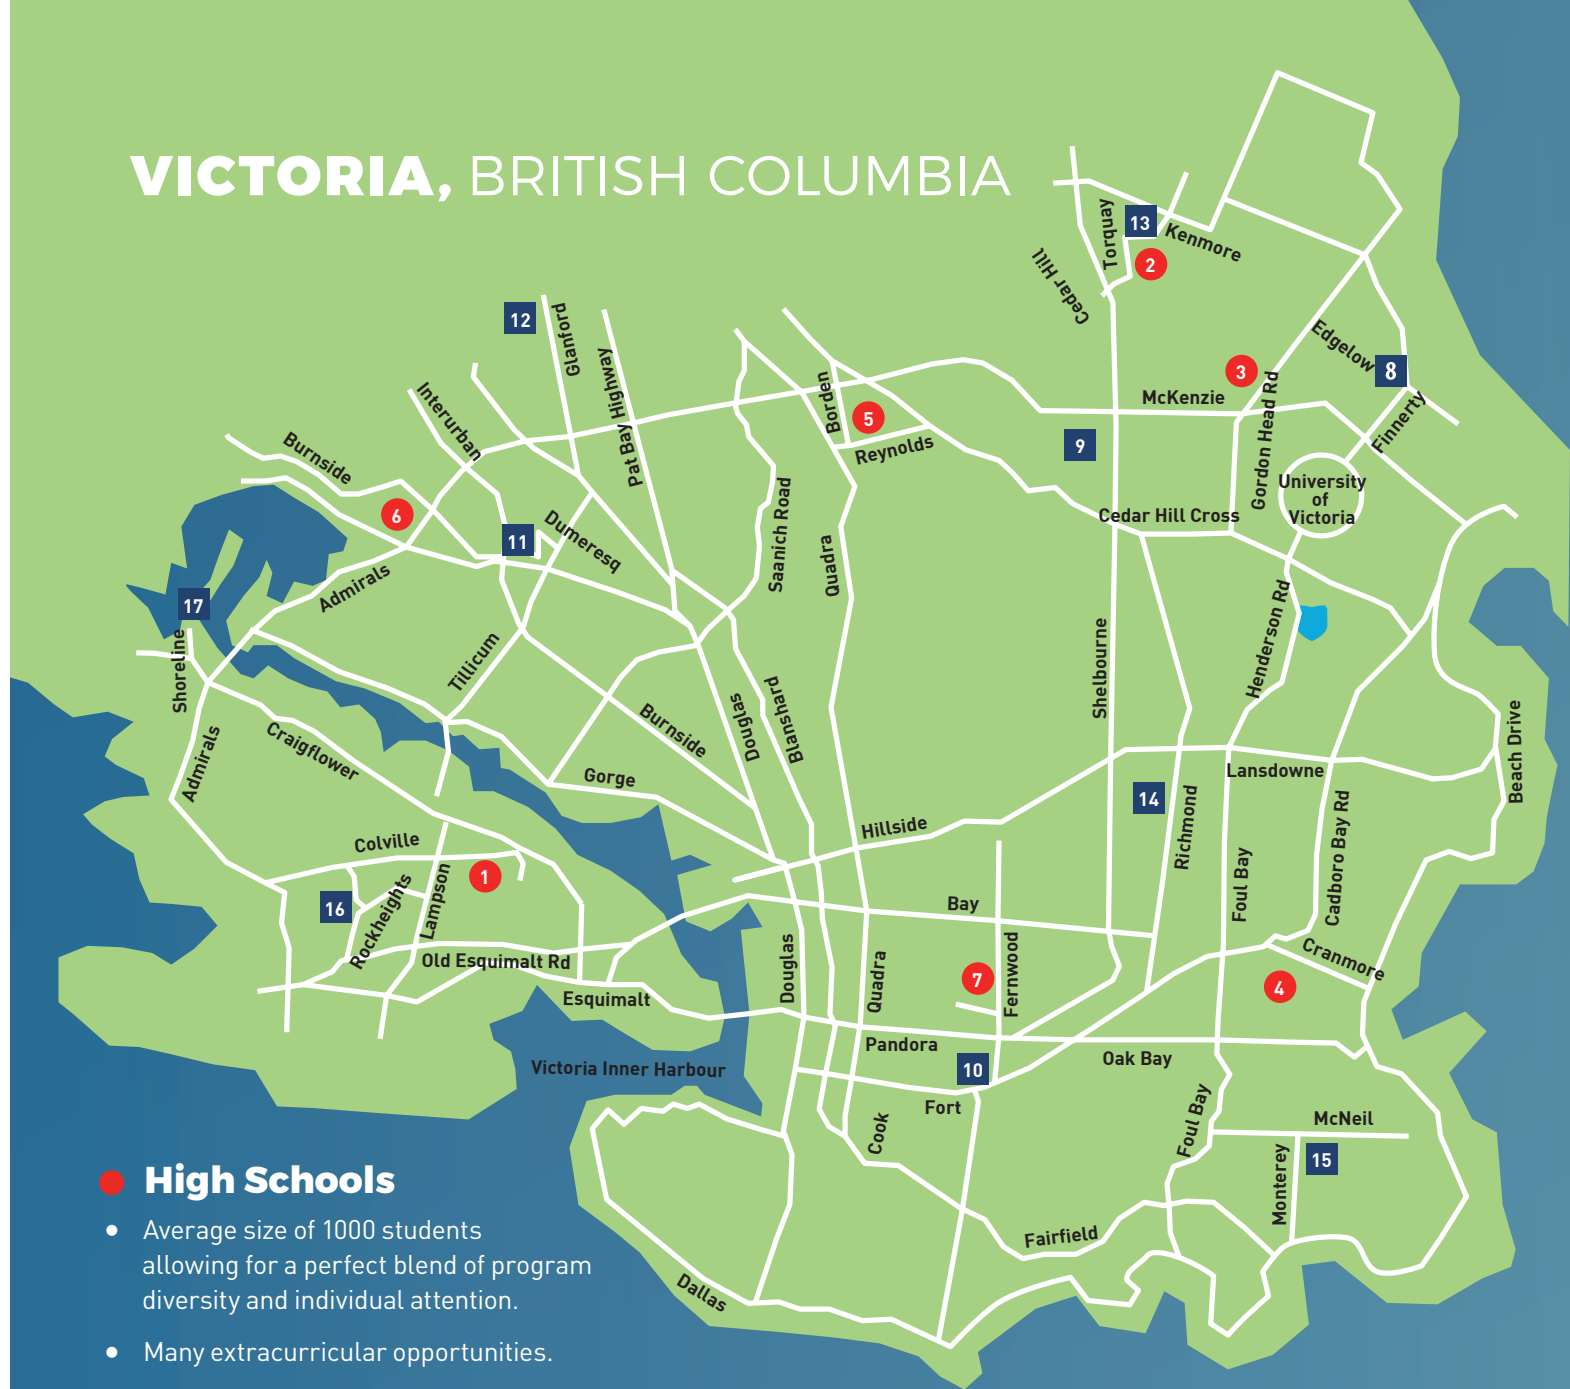 VICTORIA, BRITISH COLUMBIA
13
Torquay
Kenmore
2
Cedar Hill
12
Glanford
Pat Bay Highway
Edgelow
8
3
McKenzie
Gordon Head Rd
Finnerty
Interurban
Borden
5
Reynolds
9
Burnside
6
University
of
Victoria
Cedar Hill Cross
11
Dumeresq
Saanich Road
Quadra
Admirals
17
Shoreline
Tillicum
Henderson Rd
Shelbourne
Burnside
Douglas
Blanshard
Admirals
Craigflower
Gorge
Lansdowne
Beach Drive
14
Richmond
Hillside
Cadboro Bay Rd
Colville
1
Foul Bay
16
Rockheights
Lampson
Bay
Old Esquimalt Rd
Esquimalt
Douglas
Quadra
7
Fernwood
Cranmore
4
Pandora
Oak Bay
Victoria Inner Harbour
10
Fort
Cook
Foul Bay
McNeil
15
Monterey
Fairfield
Dallas
High Schools
• Average size of 1000 students
allowing for a perfect blend of program
diversity and individual attention.
• Many extracurricular opportunities.